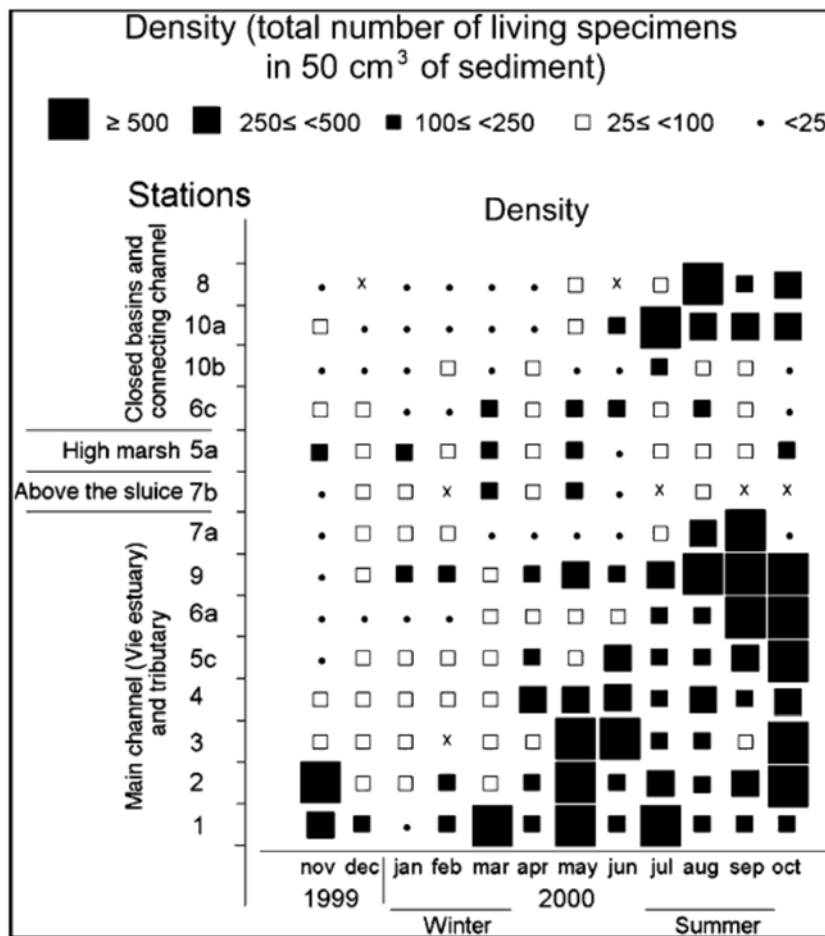 Density (total number of living specimens
in 50 cm³ of sediment)
≥ 500 250≤ <500 100≤ <250 25≤ <100 <25
Stations
Density
Closed basins and
connecting channel
8 x x
10a
10b
6c
High marsh 5a
Above the sluice 7b x x x x
Main channel (Vie estuary)
and tributary
7a
9
6a
5c
4
3 x
2
1
nov dec jan feb mar apr may jun jul aug sep oct
1999 2000
Winter Summer